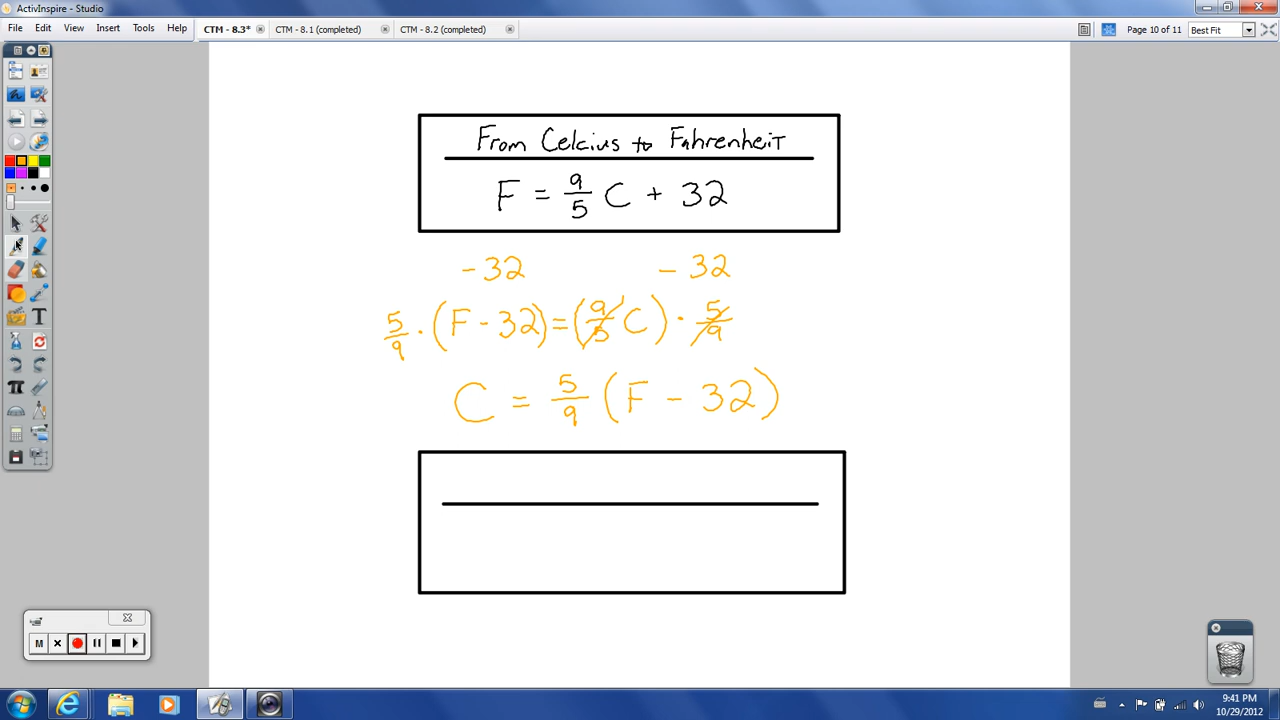 ActivInspire - Studio
File Edit View Insert Tools Help
CTM - 8.3* CTM - 8.1 (completed) CTM - 8.2 (completed)
Page 10 of 11 Best Fit
From Celcius to Fahrenheit
F = 9/5 C + 32
- 32 - 32
5/9 · (F - 32) = (9/5 C) · 5/9
C = 5/9 (F - 32)
M
9:41 PM
10/29/2012